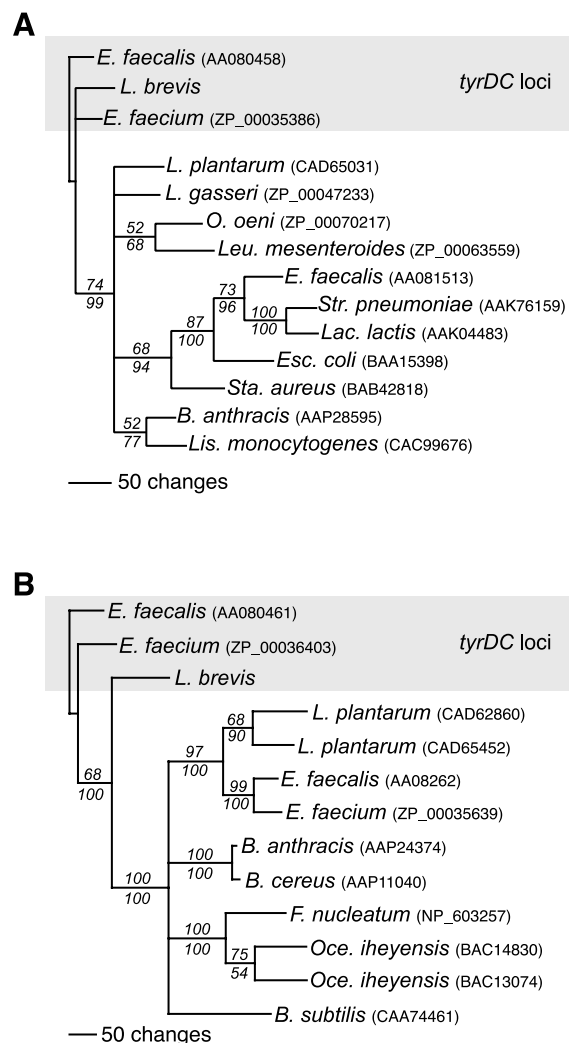 A
E. faecalis (AA080458)
L. brevis
tyrDC loci
E. faecium (ZP_00035386)
L. plantarum (CAD65031)
L. gasseri (ZP_00047233)
O. oeni (ZP_00070217)
52
68
Leu. mesenteroides (ZP_00063559)
E. faecalis (AA081513)
73
96
Str. pneumoniae (AAK76159)
74
99
100
100
87
100
Lac. lactis (AAK04483)
68
94
Esc. coli (BAA15398)
Sta. aureus (BAB42818)
B. anthracis (AAP28595)
52
77
Lis. monocytogenes (CAC99676)
50 changes
B
E. faecalis (AA080461)
E. faecium (ZP_00036403)
tyrDC loci
L. brevis
L. plantarum (CAD62860)
68
90
L. plantarum (CAD65452)
97
100
E. faecalis (AA08262)
68
100
99
100
E. faecium (ZP_00035639)
B. anthracis (AAP24374)
100
100
B. cereus (AAP11040)
100
100
F. nucleatum (NP_603257)
100
100
Oce. iheyensis (BAC14830)
75
54
Oce. iheyensis (BAC13074)
B. subtilis (CAA74461)
50 changes